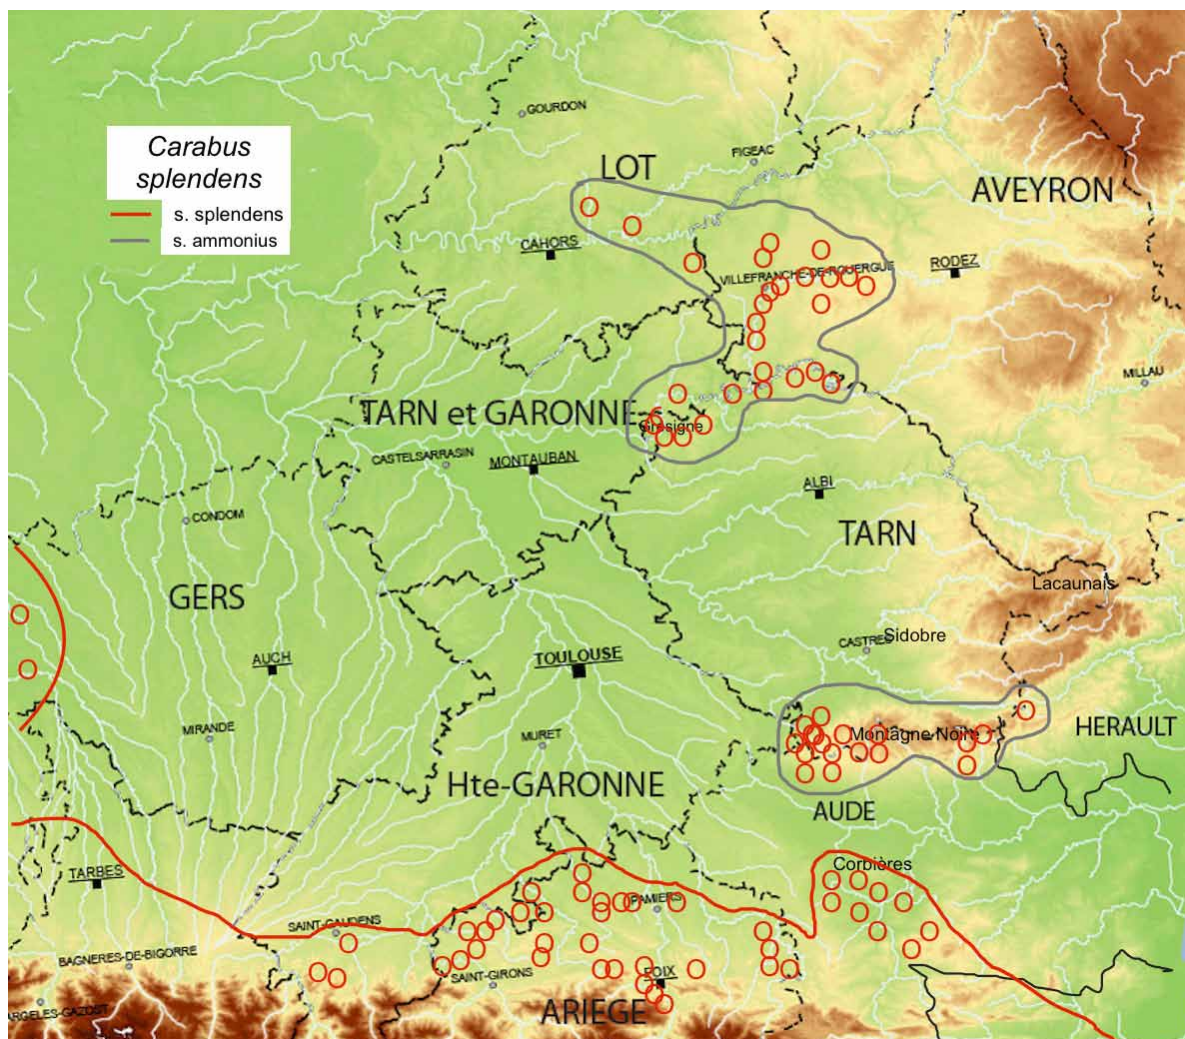 GOURDON
Carabus
splendens
s. splendens
s. ammonius
LOT
FIGEAC
AVEYRON
CAHORS
VILLEFRANCHE-DE-ROUERGUE
RODEZ
MILLAU
TARN et GARONNE
Grésigne
CASTELSARRASIN
MONTAUBAN
ALBI
CONDOM
TARN
GERS
Lacaunais
CASTRES
Sidobre
AUCH
TOULOUSE
MIRANDE
MURET
Montagne Noire
HERAULT
Hte-GARONNE
AUDE
TARBES
Corbières
PAMIERS
SAINT-GAUDENS
BAGNERES-DE-BIGORRE
SAINT-GIRONS
FOIX
ARGELES-GAZOST
ARIEGE